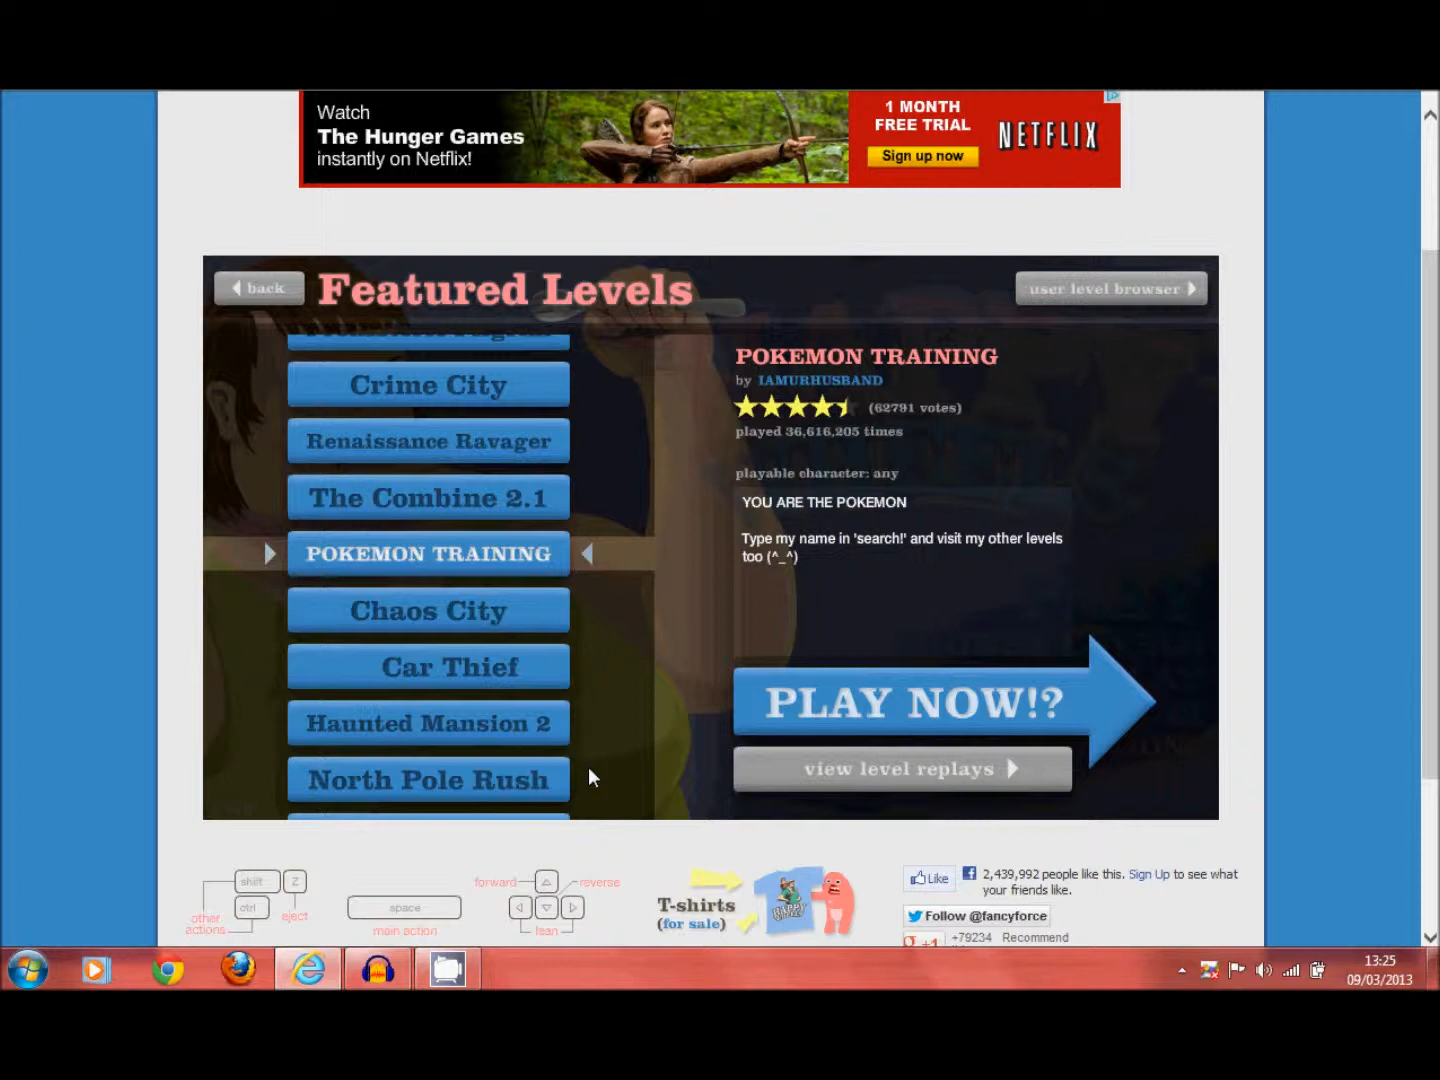 Watch
The Hunger Games
instantly on Netflix!
1 MONTH
FREE TRIAL
Sign up now
NETFLIX
back
Featured Levels
user level browser
Crime City
Renaissance Ravager
The Combine 2.1
POKEMON TRAINING
Chaos City
Car Thief
Haunted Mansion 2
North Pole Rush
POKEMON TRAINING
by IAMURHUSBAND
(62791 votes)
played 36,616,205 times
playable character: any
YOU ARE THE POKEMON
Type my name in 'search!' and visit my other levels
too (^_^)
PLAY NOW!?
view level replays
shift
Z
ctrl
eject
other
actions
space
main action
forward
reverse
lean
T-shirts
(for sale)
HAPPY WHEELS
Like
2,439,992 people like this. Sign Up to see what
your friends like.
Follow @fancyforce
+1
+79234 Recommend
13:25
09/03/2013